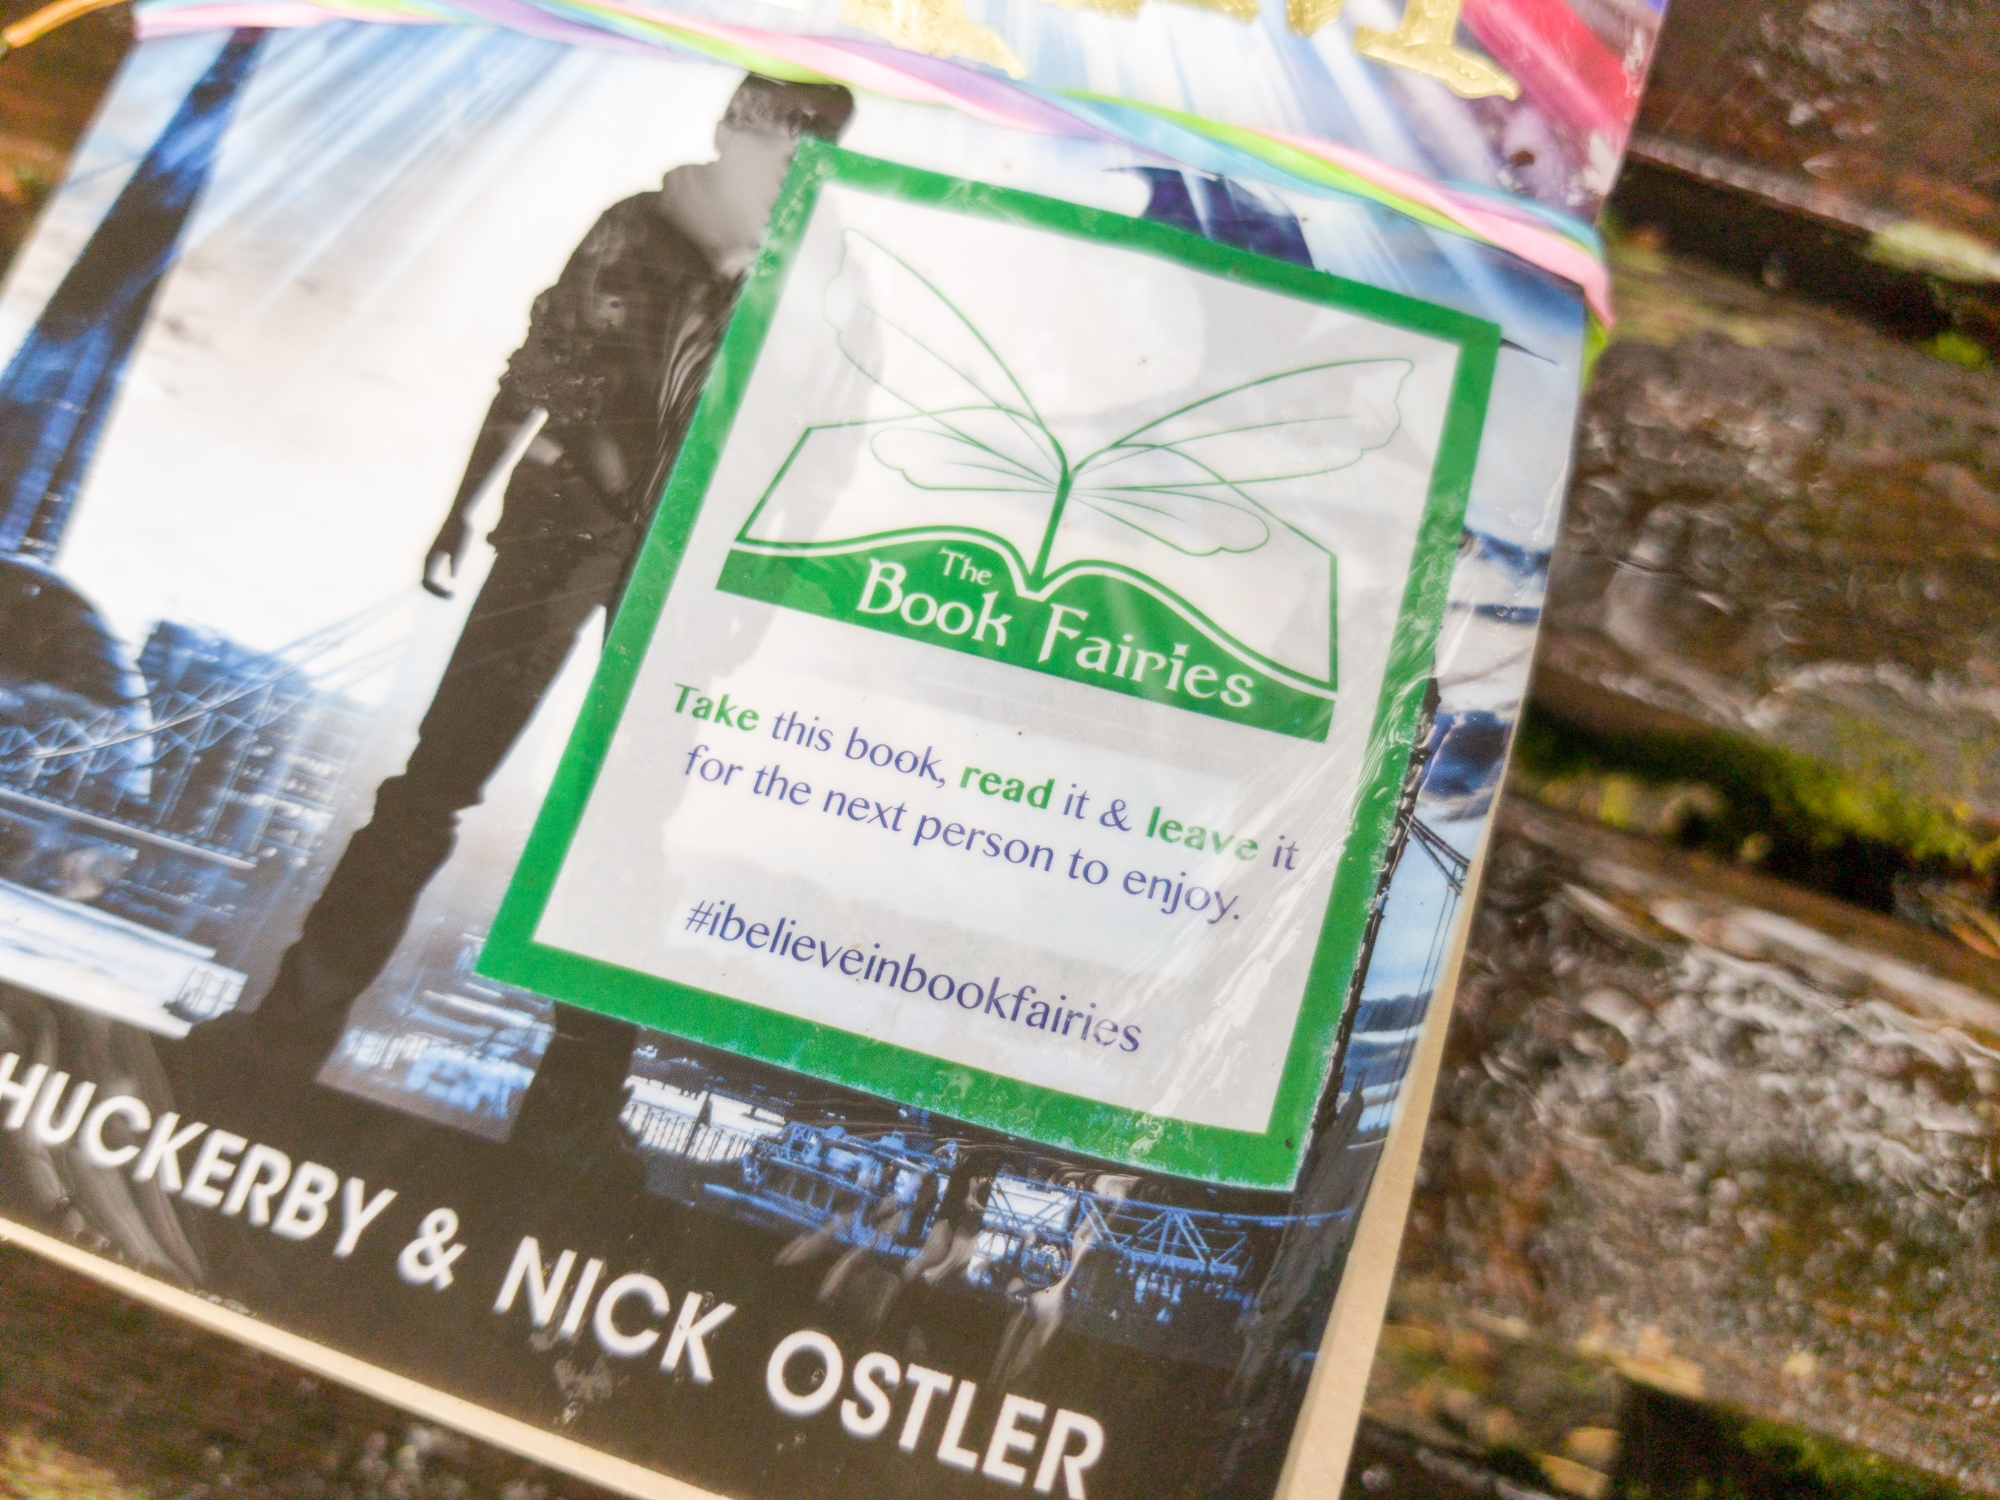 The
Book Fairies
Take this book, read it & leave it
for the next person to enjoy.
#ibelieveinbookfairies
HUCKERBY & NICK OSTLER